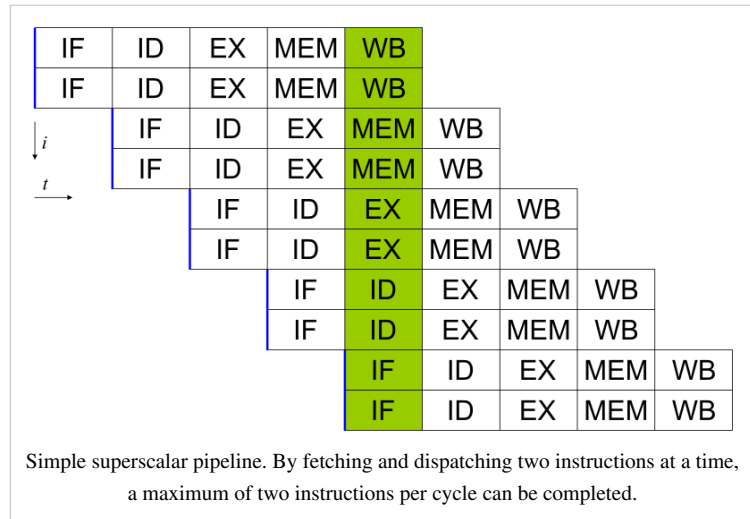 IF ID EX MEM WB
IF ID EX MEM WB
IF ID EX MEM WB
i
IF ID EX MEM WB
t
IF ID EX MEM WB
IF ID EX MEM WB
IF ID EX MEM WB
IF ID EX MEM WB
IF ID EX MEM WB
IF ID EX MEM WB
Simple superscalar pipeline. By fetching and dispatching two instructions at a time,
a maximum of two instructions per cycle can be completed.